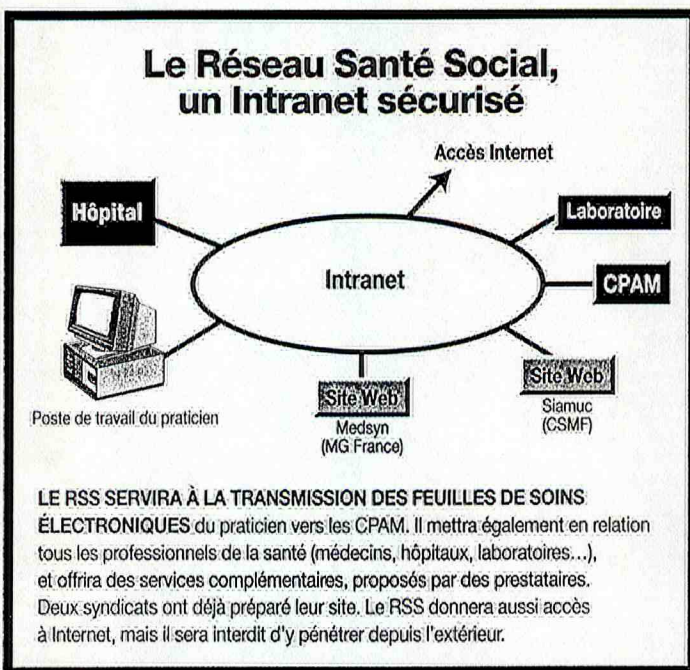 Le Réseau Santé Social,
un Intranet sécurisé
Accès Internet
Hôpital
Laboratoire
Intranet
CPAM
Poste de travail du praticien
Site Web
Medsyn
(MG France)
Site Web
Siamuc
(CSMF)
LE RSS SERVIRA À LA TRANSMISSION DES FEUILLES DE SOINS
ÉLECTRONIQUES du praticien vers les CPAM. Il mettra également en relation
tous les professionnels de la santé (médecins, hôpitaux, laboratoires…),
et offrira des services complémentaires, proposés par des prestataires.
Deux syndicats ont déjà préparé leur site. Le RSS donnera aussi accès
à Internet, mais il sera interdit d'y pénétrer depuis l'extérieur.